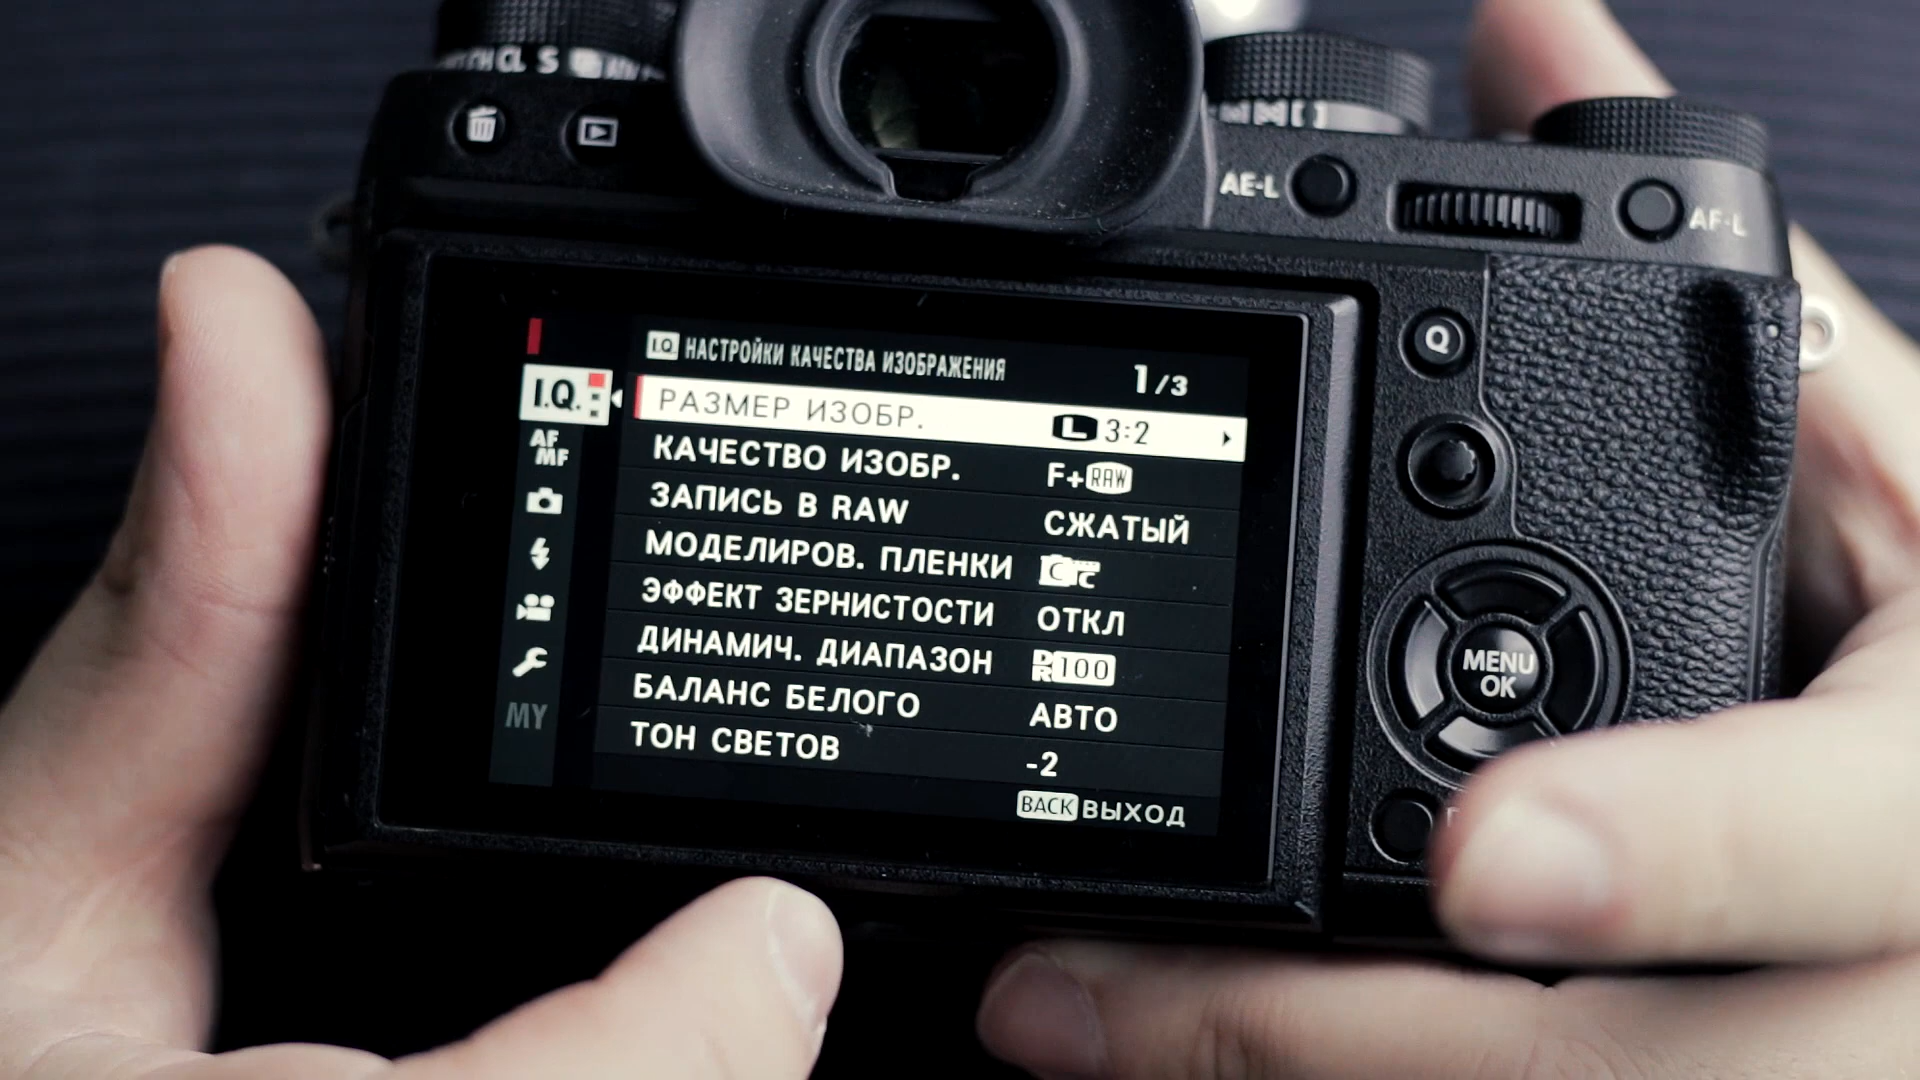 CH CL S
AE-L
AF-L
Q
I.Q. НАСТРОЙКИ КАЧЕСТВА ИЗОБРАЖЕНИЯ 1/3
I.Q.
РАЗМЕР ИЗОБР. L 3:2
AF MF
КАЧЕСТВО ИЗОБР. F+RAW
ЗАПИСЬ В RAW СЖАТЫЙ
МОДЕЛИРОВ. ПЛЕНКИ C C
ЭФФЕКТ ЗЕРНИСТОСТИ ОТКЛ
ДИНАМИЧ. ДИАПАЗОН DR100
БАЛАНС БЕЛОГО АВТО
MY
ТОН СВЕТОВ -2
BACK ВЫХОД
MENU
OK